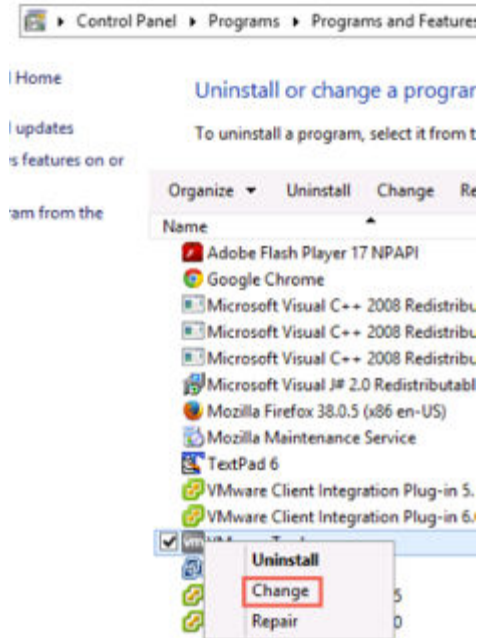 Control Panel ▸ Programs ▸ Programs and Features
Home
Uninstall or change a program
updates
To uninstall a program, select it from t
features on or
Organize ▾ Uninstall Change Re
am from the
Name
Adobe Flash Player 17 NPAPI
Google Chrome
Microsoft Visual C++ 2008 Redistribu
Microsoft Visual C++ 2008 Redistribu
Microsoft Visual C++ 2008 Redistribu
Microsoft Visual J# 2.0 Redistributabl
Mozilla Firefox 38.0.5 (x86 en-US)
Mozilla Maintenance Service
TextPad 6
VMware Client Integration Plug-in 5.
VMware Client Integration Plug-in 6.
vm
Uninstall
Change
5
Repair
0